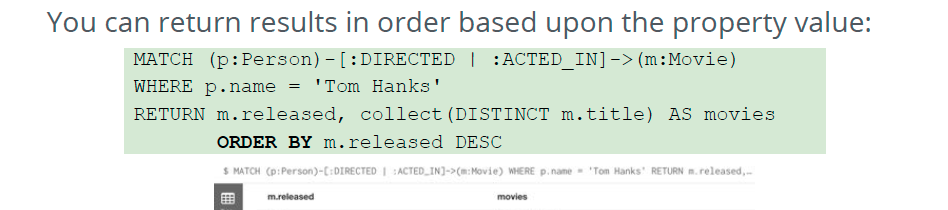 You can return results in order based upon the property value:
MATCH (p:Person)-[:DIRECTED | :ACTED_IN]->(m:Movie)
WHERE p.name = 'Tom Hanks'
RETURN m.released, collect(DISTINCT m.title) AS movies
ORDER BY m.released DESC
$ MATCH (p:Person)-[:DIRECTED | :ACTED_IN]->(m:Movie) WHERE p.name = 'Tom Hanks' RETURN m.released,…
m.released movies